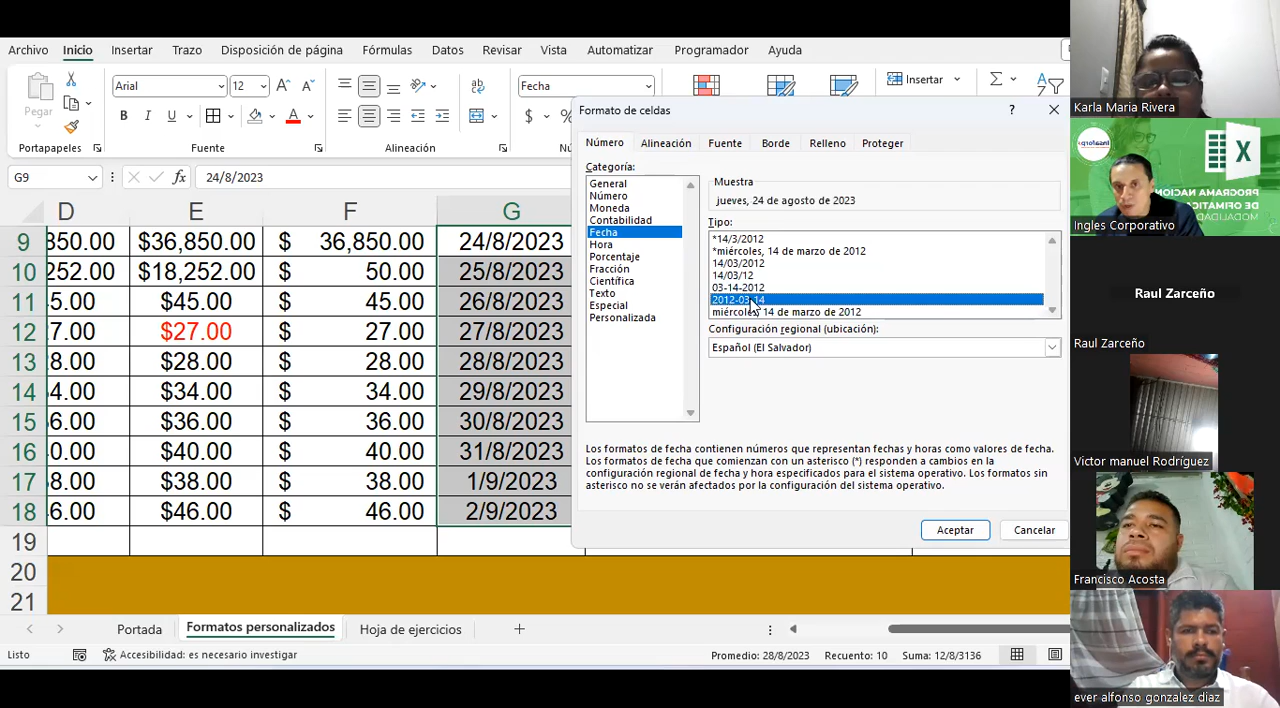 Archivo Inicio Insertar Trazo Disposición de página Fórmulas Datos Revisar Vista Automatizar Programador Ayuda
Pegar
Arial 12
Fecha
Insertar
Portapapeles Fuente Alineación
G9 24/8/2023
D E F G
9 850.00 $36,850.00 $ 36,850.00 24/8/2023
10 252.00 $18,252.00 $ 50.00 25/8/2023
11 5.00 $45.00 $ 45.00 26/8/2023
12 7.00 $27.00 $ 27.00 27/8/2023
13 8.00 $28.00 $ 28.00 28/8/2023
14 4.00 $34.00 $ 34.00 29/8/2023
15 6.00 $36.00 $ 36.00 30/8/2023
16 0.00 $40.00 $ 40.00 31/8/2023
17 8.00 $38.00 $ 38.00 1/9/2023
18 6.00 $46.00 $ 46.00 2/9/2023
19
20
21
Formato de celdas
Número Alineación Fuente Borde Relleno Proteger
Categoría:
General
Número
Moneda
Contabilidad
Fecha
Hora
Porcentaje
Fracción
Científica
Texto
Especial
Personalizada
Muestra
jueves, 24 de agosto de 2023
Tipo:
*14/3/2012
*miércoles, 14 de marzo de 2012
14/03/2012
14/03/12
03-14-2012
2012-03-14
miércoles, 14 de marzo de 2012
Configuración regional (ubicación):
Español (El Salvador)
Los formatos de fecha contienen números que representan fechas y horas como valores de fecha.
Los formatos de fecha que comienzan con un asterisco (*) responden a cambios en la
configuración regional de fecha y hora especificados para el sistema operativo. Los formatos sin
asterisco no se verán afectados por la configuración del sistema operativo.
Aceptar Cancelar
Portada Formatos personalizados Hoja de ejercicios
Listo Accesibilidad: es necesario investigar Promedio: 28/8/2023 Recuento: 10 Suma: 12/8/3136
Karla Maria Rivera
PROGRAMA NACION
DE OFIMATICA
MODALIDAD
Ingles Corporativo
Raul Zarceño
Raul Zarceño
Victor manuel Rodríguez
Francisco Acosta
ever alfonso gonzalez diaz